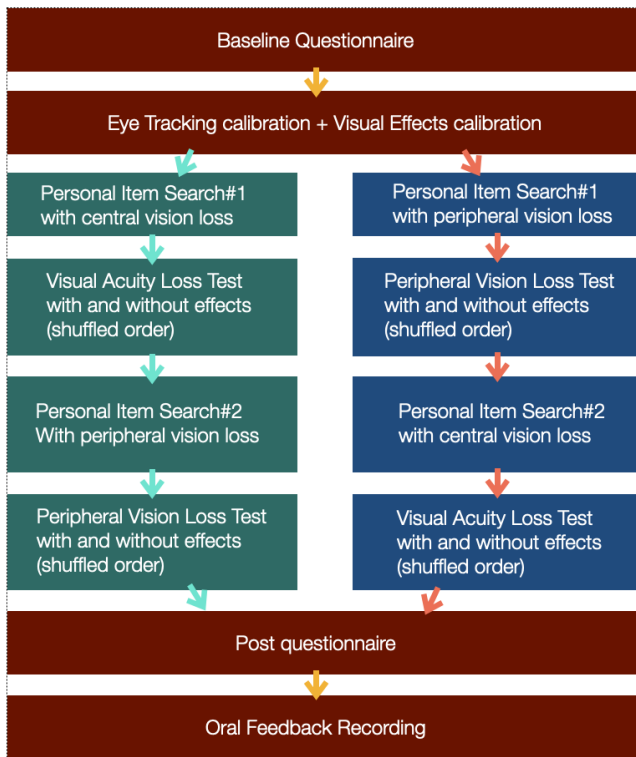 Baseline Questionnaire
Eye Tracking calibration + Visual Effects calibration
Personal Item Search#1
with central vision loss
Visual Acuity Loss Test
with and without effects
(shuffled order)
Personal Item Search#2
With peripheral vision loss
Peripheral Vision Loss Test
with and without effects
(shuffled order)
Personal Item Search#1
with peripheral vision loss
Peripheral Vision Loss Test
with and without effects
(shuffled order)
Personal Item Search#2
with central vision loss
Visual Acuity Loss Test
with and without effects
(shuffled order)
Post questionnaire
Oral Feedback Recording